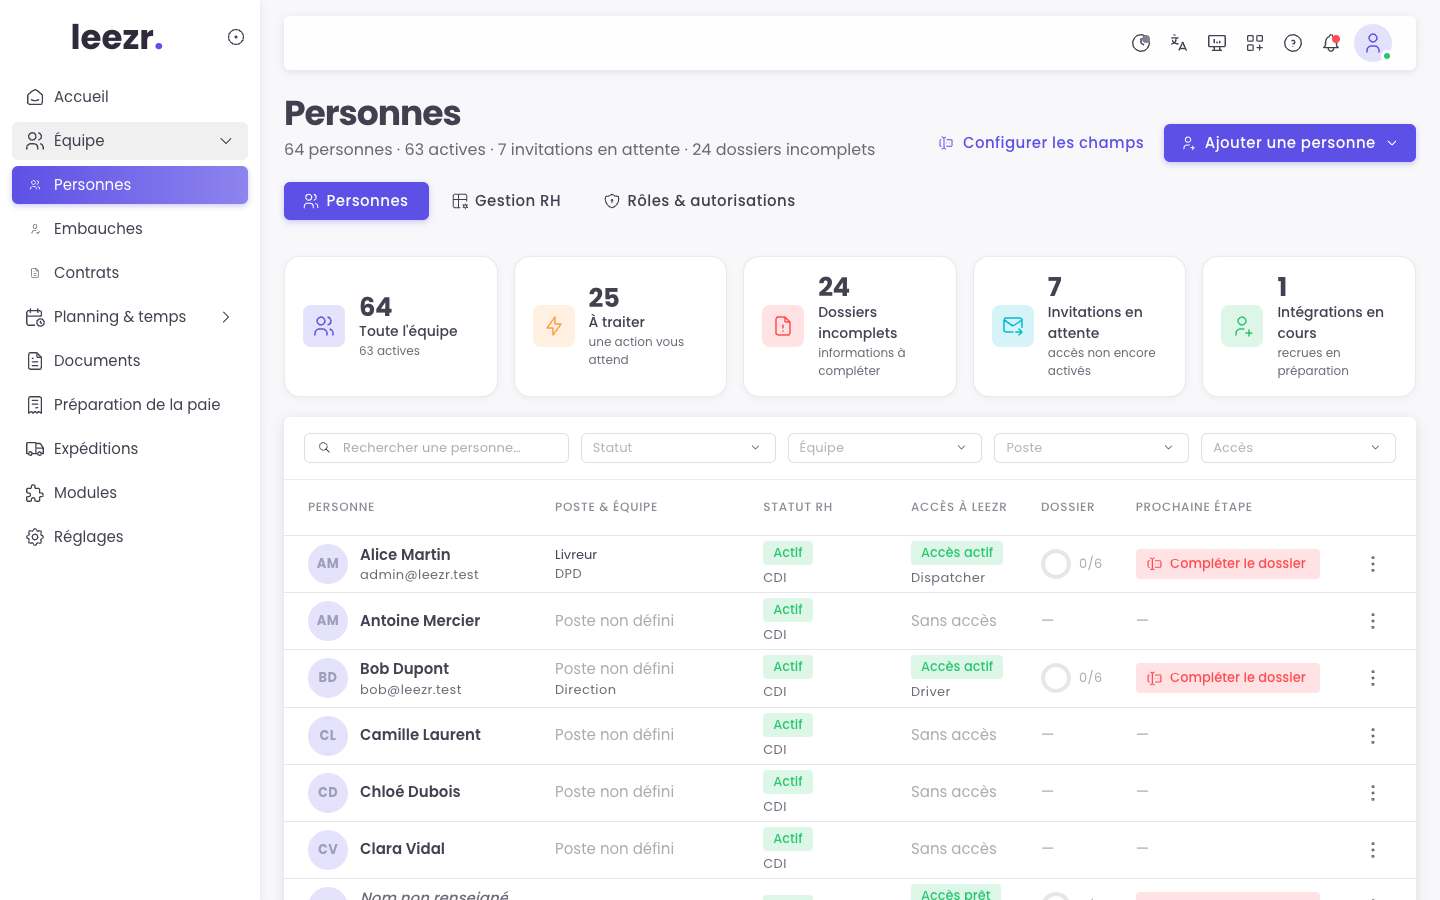 leezr.
Accueil
Équipe
Personnes
Embauches
Contrats
Planning & temps
Documents
Préparation de la paie
Expéditions
Modules
Réglages
Personnes
64 personnes · 63 actives · 7 invitations en attente · 24 dossiers incomplets
Configurer les champs
Ajouter une personne
Personnes
Gestion RH
Rôles & autorisations
64
Toute l'équipe
63 actives
25
À traiter
une action vous
attend
24
Dossiers
incomplets
informations à
compléter
7
Invitations en
attente
accès non encore
activés
1
Intégrations en
cours
recrues en
préparation
Rechercher une personne...
Statut
Équipe
Poste
Accès
PERSONNE POSTE & ÉQUIPE STATUT RH ACCÈS À LEEZR DOSSIER PROCHAINE ÉTAPE
AM
Alice Martin
admin@leezr.test
Livreur
DPD
Actif
CDI
Accès actif
Dispatcher
0/6
Compléter le dossier
AM
Antoine Mercier
Poste non défini
Actif
CDI
Sans accès
—
—
BD
Bob Dupont
bob@leezr.test
Poste non défini
Direction
Actif
CDI
Accès actif
Driver
0/6
Compléter le dossier
CL
Camille Laurent
Poste non défini
Actif
CDI
Sans accès
—
—
CD
Chloé Dubois
Poste non défini
Actif
CDI
Sans accès
—
—
CV
Clara Vidal
Poste non défini
Actif
CDI
Sans accès
—
—
Nom non renseigné
Accès prêt